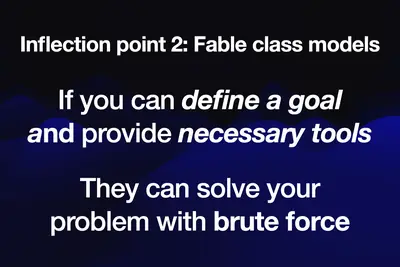 Inflection point 2: Fable class models
If you can define a goal
and provide necessary tools
They can solve your
problem with brute force